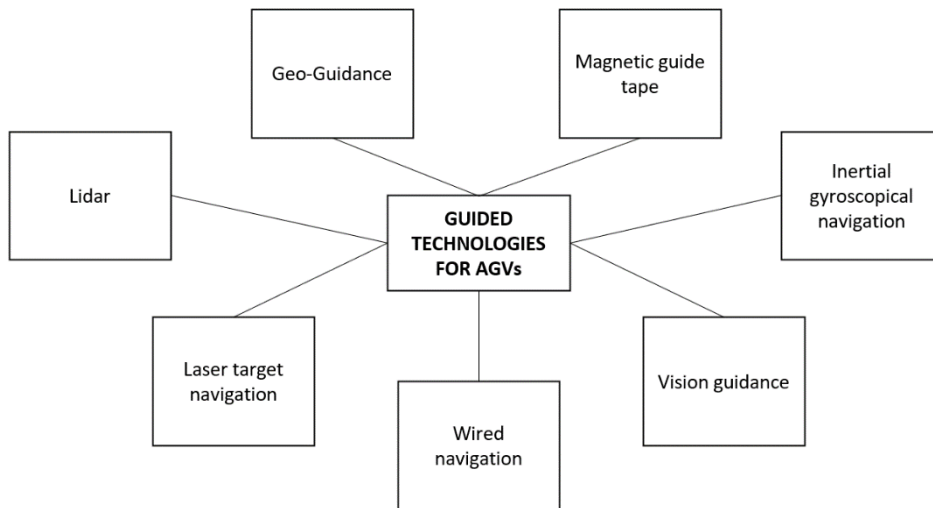 Geo-Guidance
Magnetic guide
tape
Lidar
Inertial
gyroscopical
navigation
GUIDED
TECHNOLOGIES
FOR AGVs
Laser target
navigation
Vision guidance
Wired
navigation